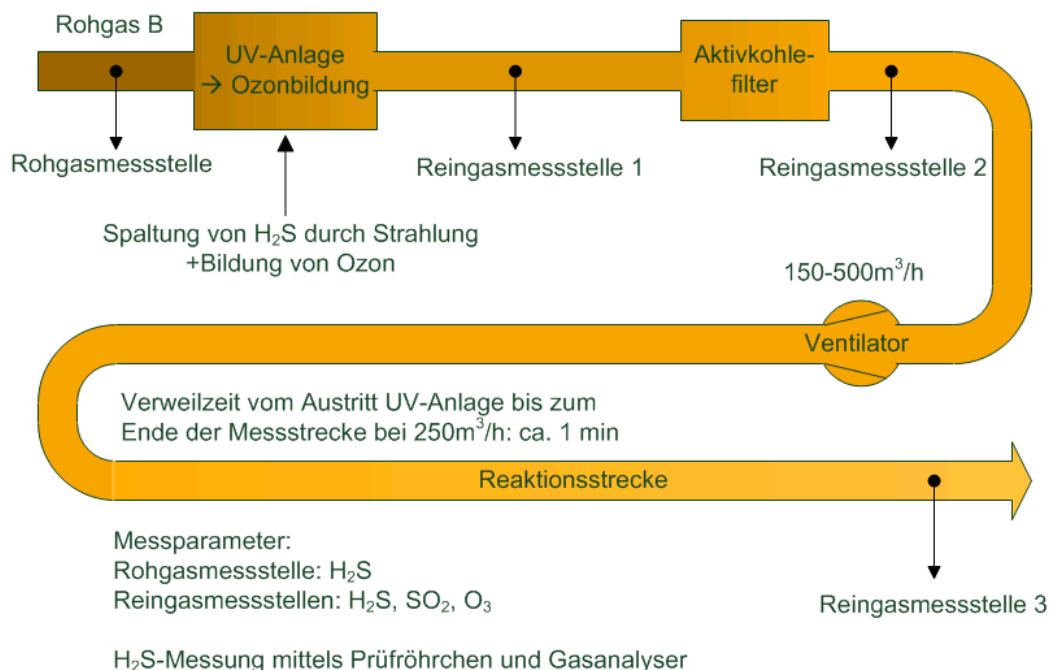 Rohgas B
UV-Anlage
→ Ozonbildung
Aktivkohle-
filter
Rohgasmessstelle
Reingasmessstelle 1
Reingasmessstelle 2
Spaltung von H₂S durch Strahlung
+Bildung von Ozon
150-500m³/h
Ventilator
Verweilzeit vom Austritt UV-Anlage bis zum
Ende der Messstrecke bei 250m³/h: ca. 1 min
Reaktionsstrecke
Messparameter:
Rohgasmessstelle: H₂S
Reingasmessstellen: H₂S, SO₂, O₃
Reingasmessstelle 3
H₂S-Messung mittels Prüfröhrchen und Gasanalyser